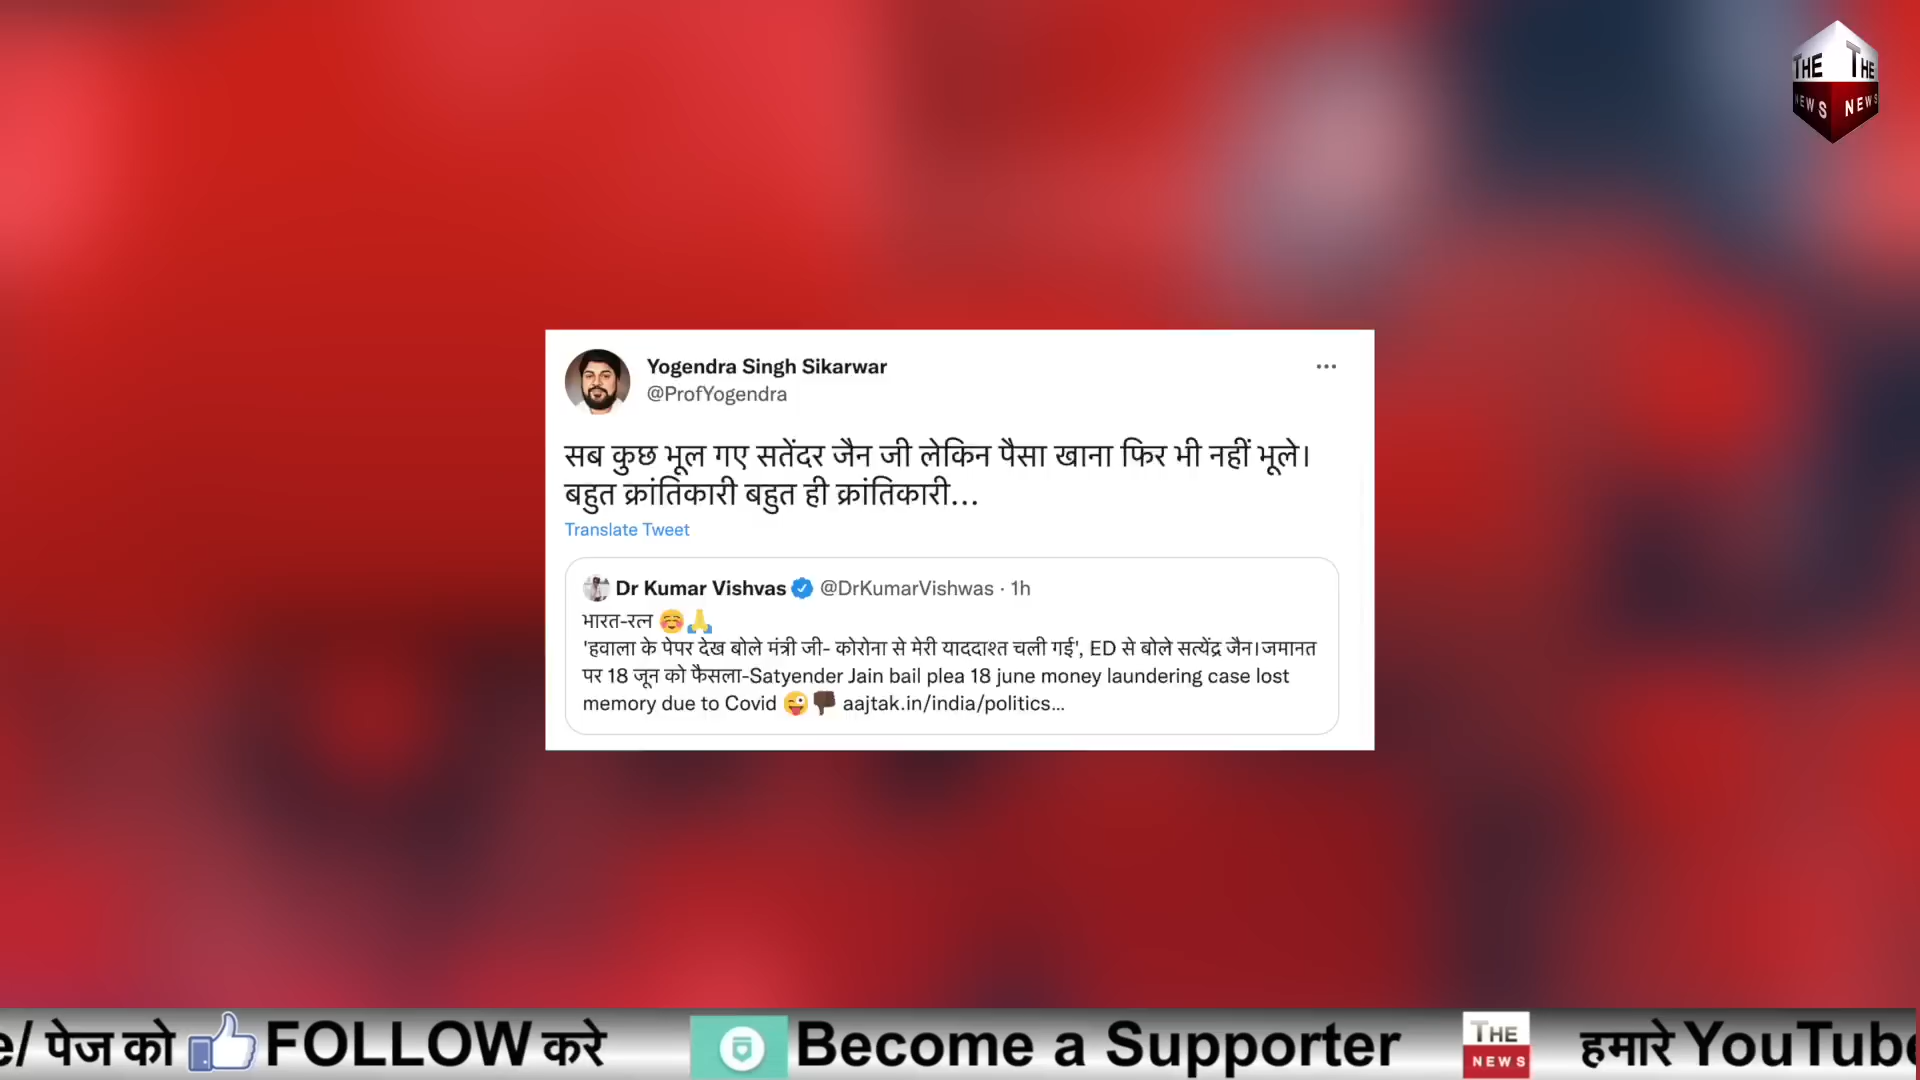 THE THE
NEWS NEWS
Yogendra Singh Sikarwar
@ProfYogendra
सब कुछ भूल गए सतेंदर जैन जी लेकिन पैसा खाना फिर भी नहीं भूले।
बहुत क्रांतिकारी बहुत ही क्रांतिकारी...
Translate Tweet
Dr Kumar Vishvas @DrKumarVishwas · 1h
भारत-रत्न ☺️🙏
'हवाला के पेपर देख बोले मंत्री जी- कोरोना से मेरी याददाश्त चली गई', ED से बोले सत्येंद्र जैन।जमानत
पर 18 जून को फैसला-Satyender Jain bail plea 18 june money laundering case lost
memory due to Covid 😜👎🏿 aajtak.in/india/politics...
e/ पेज को FOLLOW करे Become a Supporter THE NEWS हमारे YouTube